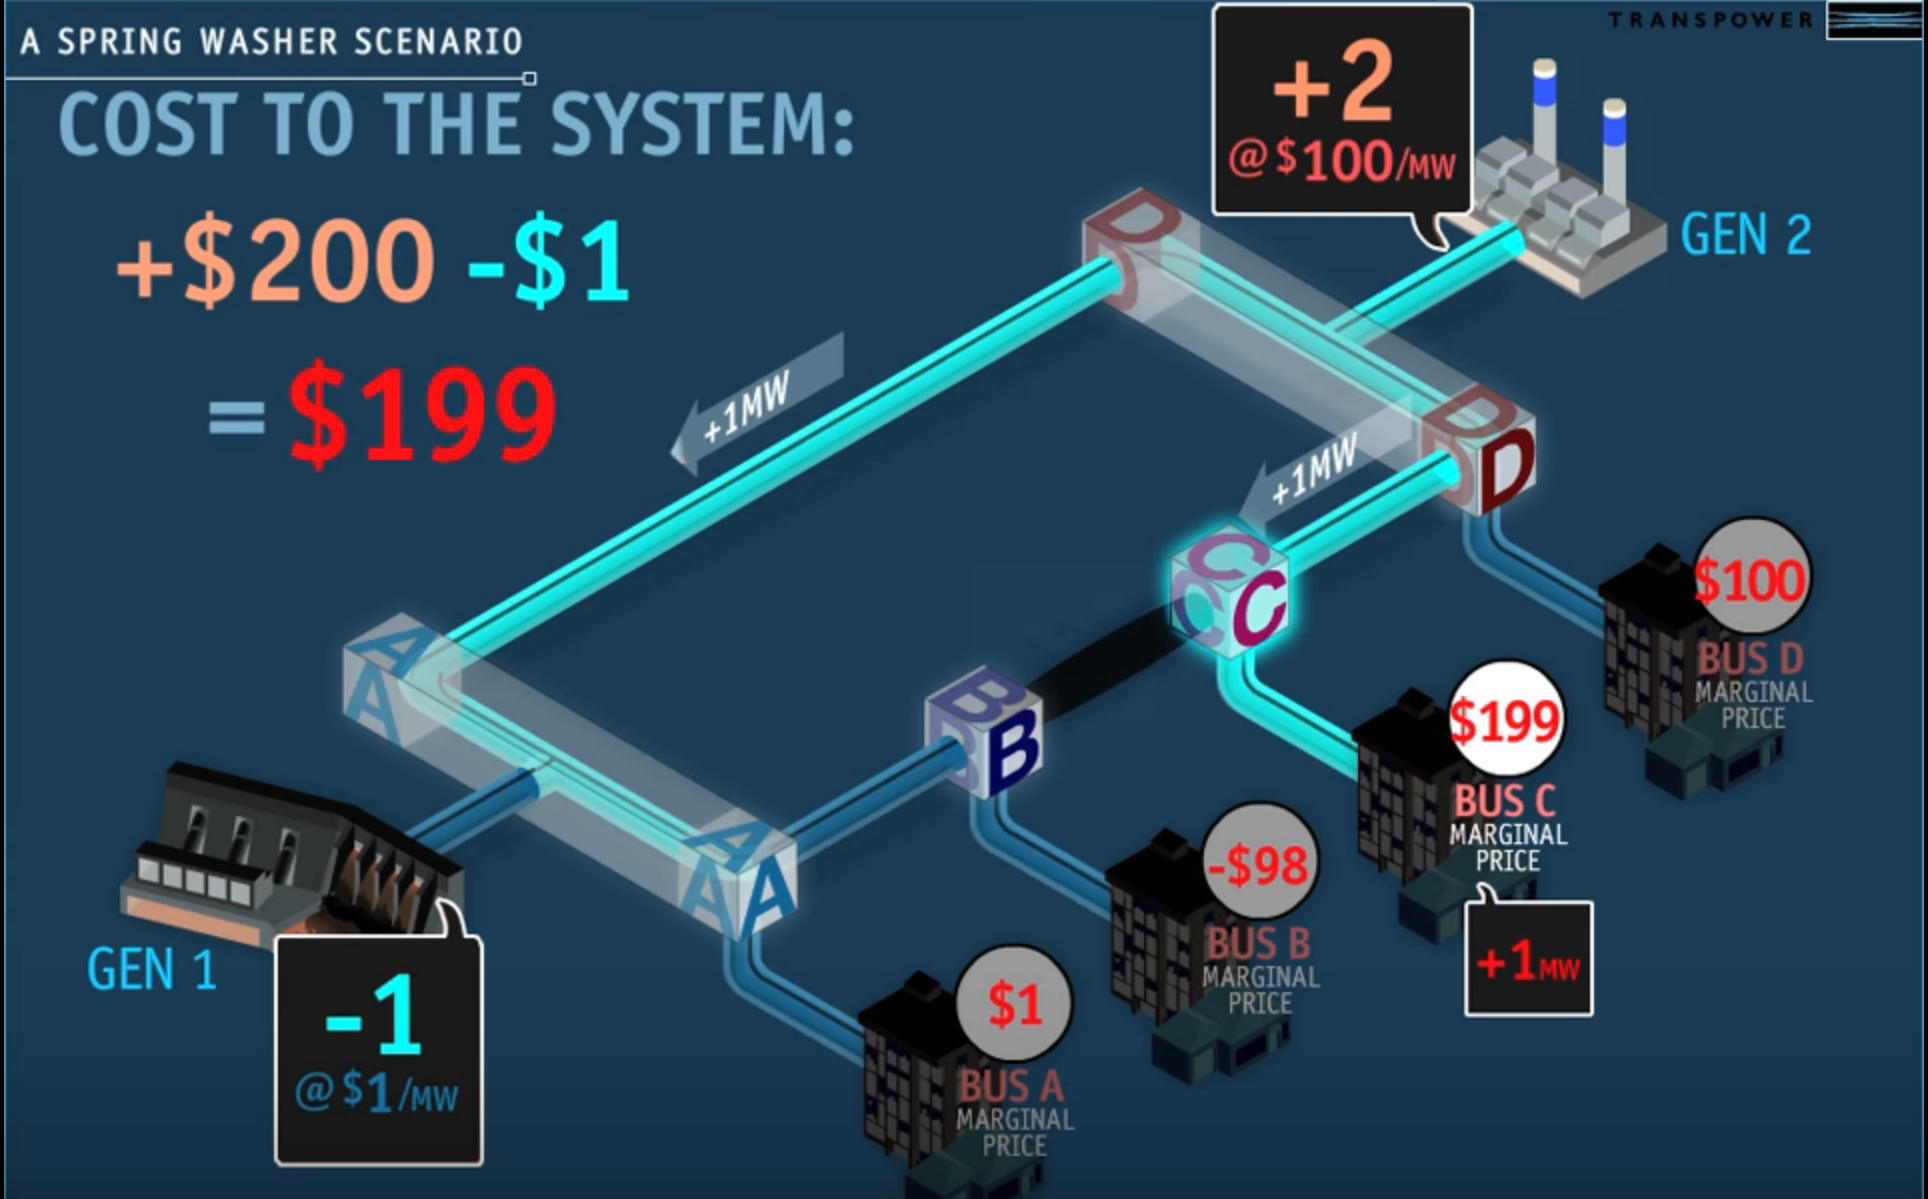 A SPRING WASHER SCENARIO
TRANSPOWER
COST TO THE SYSTEM:
+$200 -$1
= $199
+2
@ $100/MW
GEN 2
D
D
+1MW
D
D
D
+1MW
$100
BUS D
MARGINAL
PRICE
C
C
C
$199
BUS C
MARGINAL
PRICE
+1MW
A
A
B
B
B
-$98
BUS B
MARGINAL
PRICE
A
A
A
$1
BUS A
MARGINAL
PRICE
GEN 1
-1
@ $1/MW